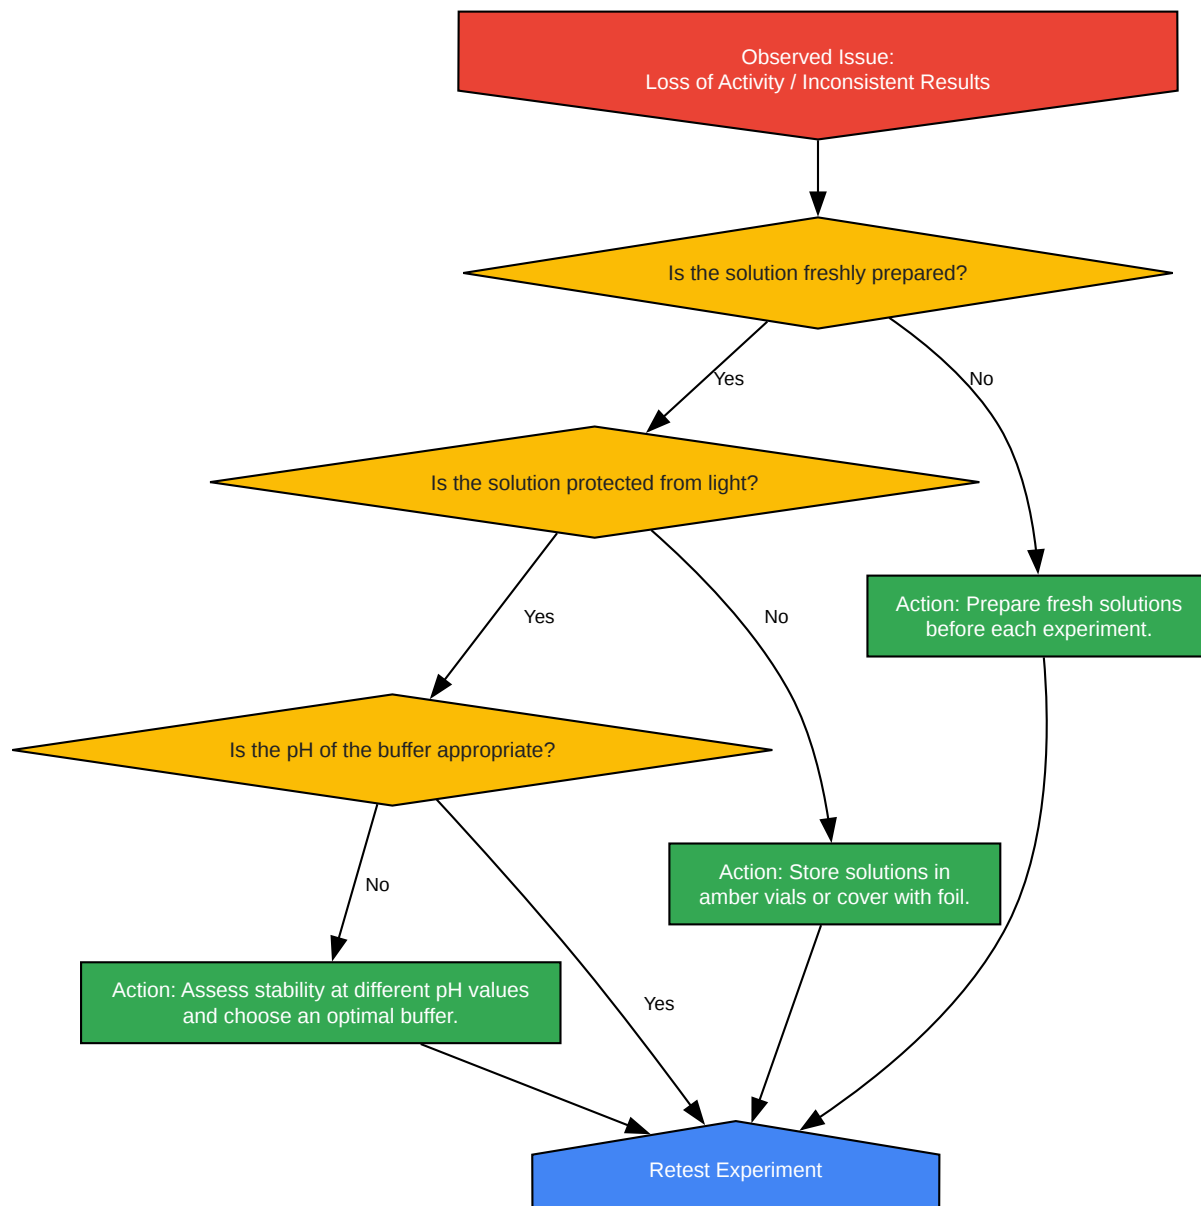 Observed Issue:
Loss of Activity / Inconsistent Results
Is the solution freshly prepared?
Yes
No
Is the solution protected from light?
Action: Prepare fresh solutions
before each experiment.
Yes
No
Is the pH of the buffer appropriate?
Action: Store solutions in
amber vials or cover with foil.
No
Yes
Action: Assess stability at different pH values
and choose an optimal buffer.
Retest Experiment